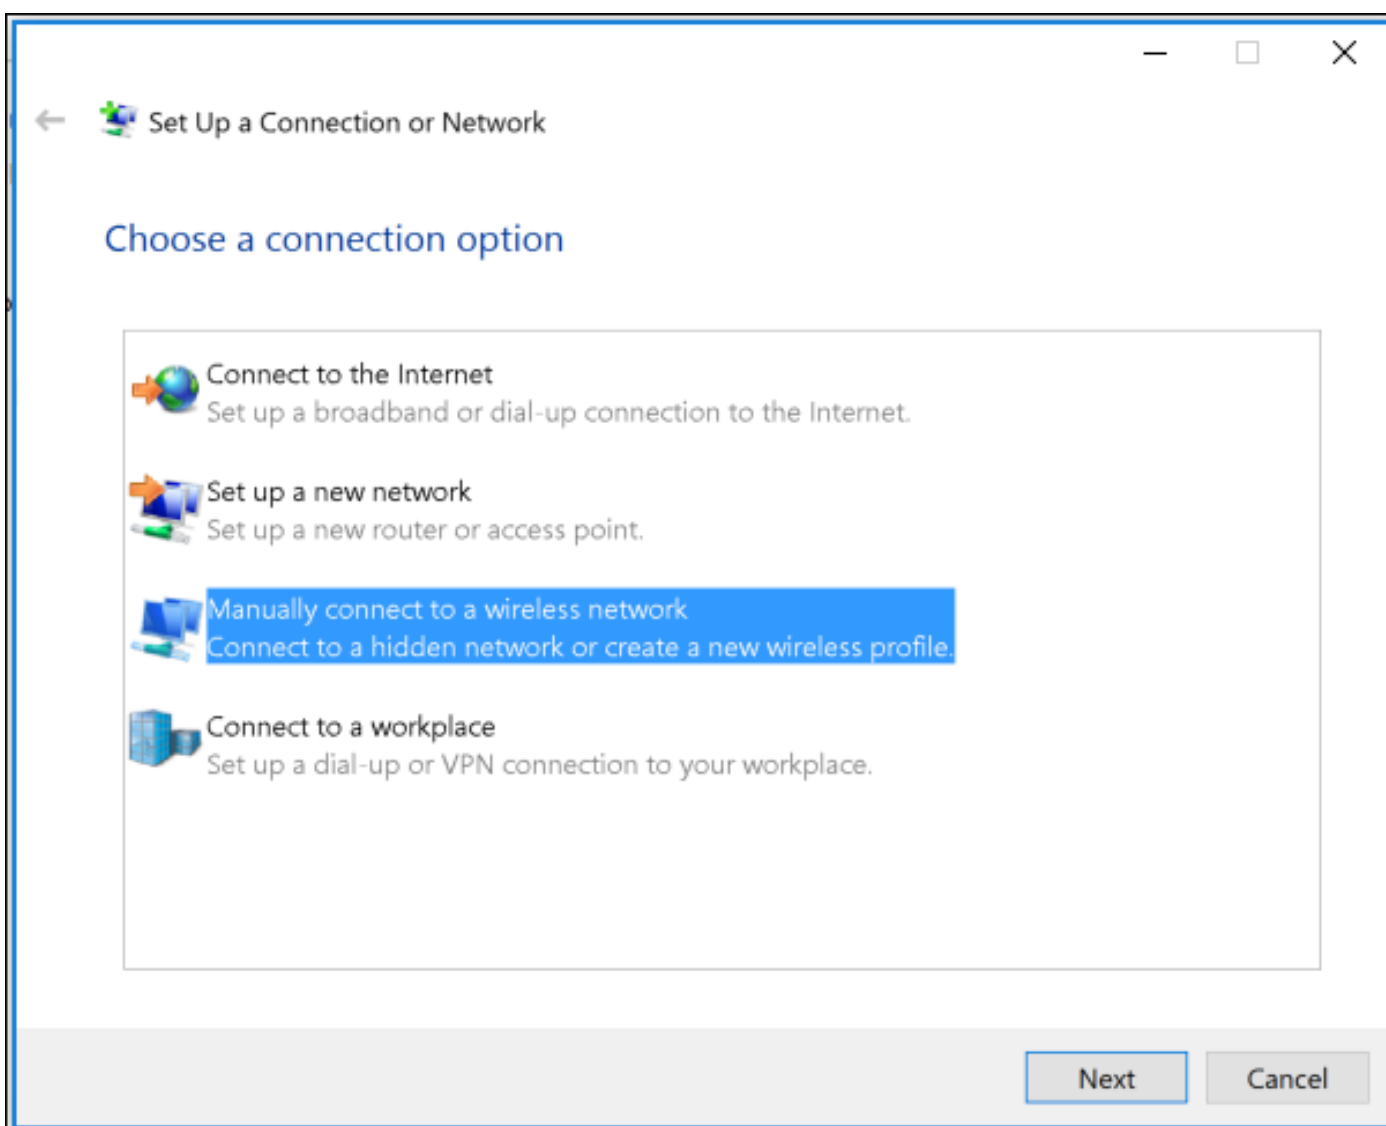 Set Up a Connection or Network
Choose a connection option
Connect to the Internet
Set up a broadband or dial-up connection to the Internet.
Set up a new network
Set up a new router or access point.
Manually connect to a wireless network
Connect to a hidden network or create a new wireless profile.
Connect to a workplace
Set up a dial-up or VPN connection to your workplace.
Next
Cancel